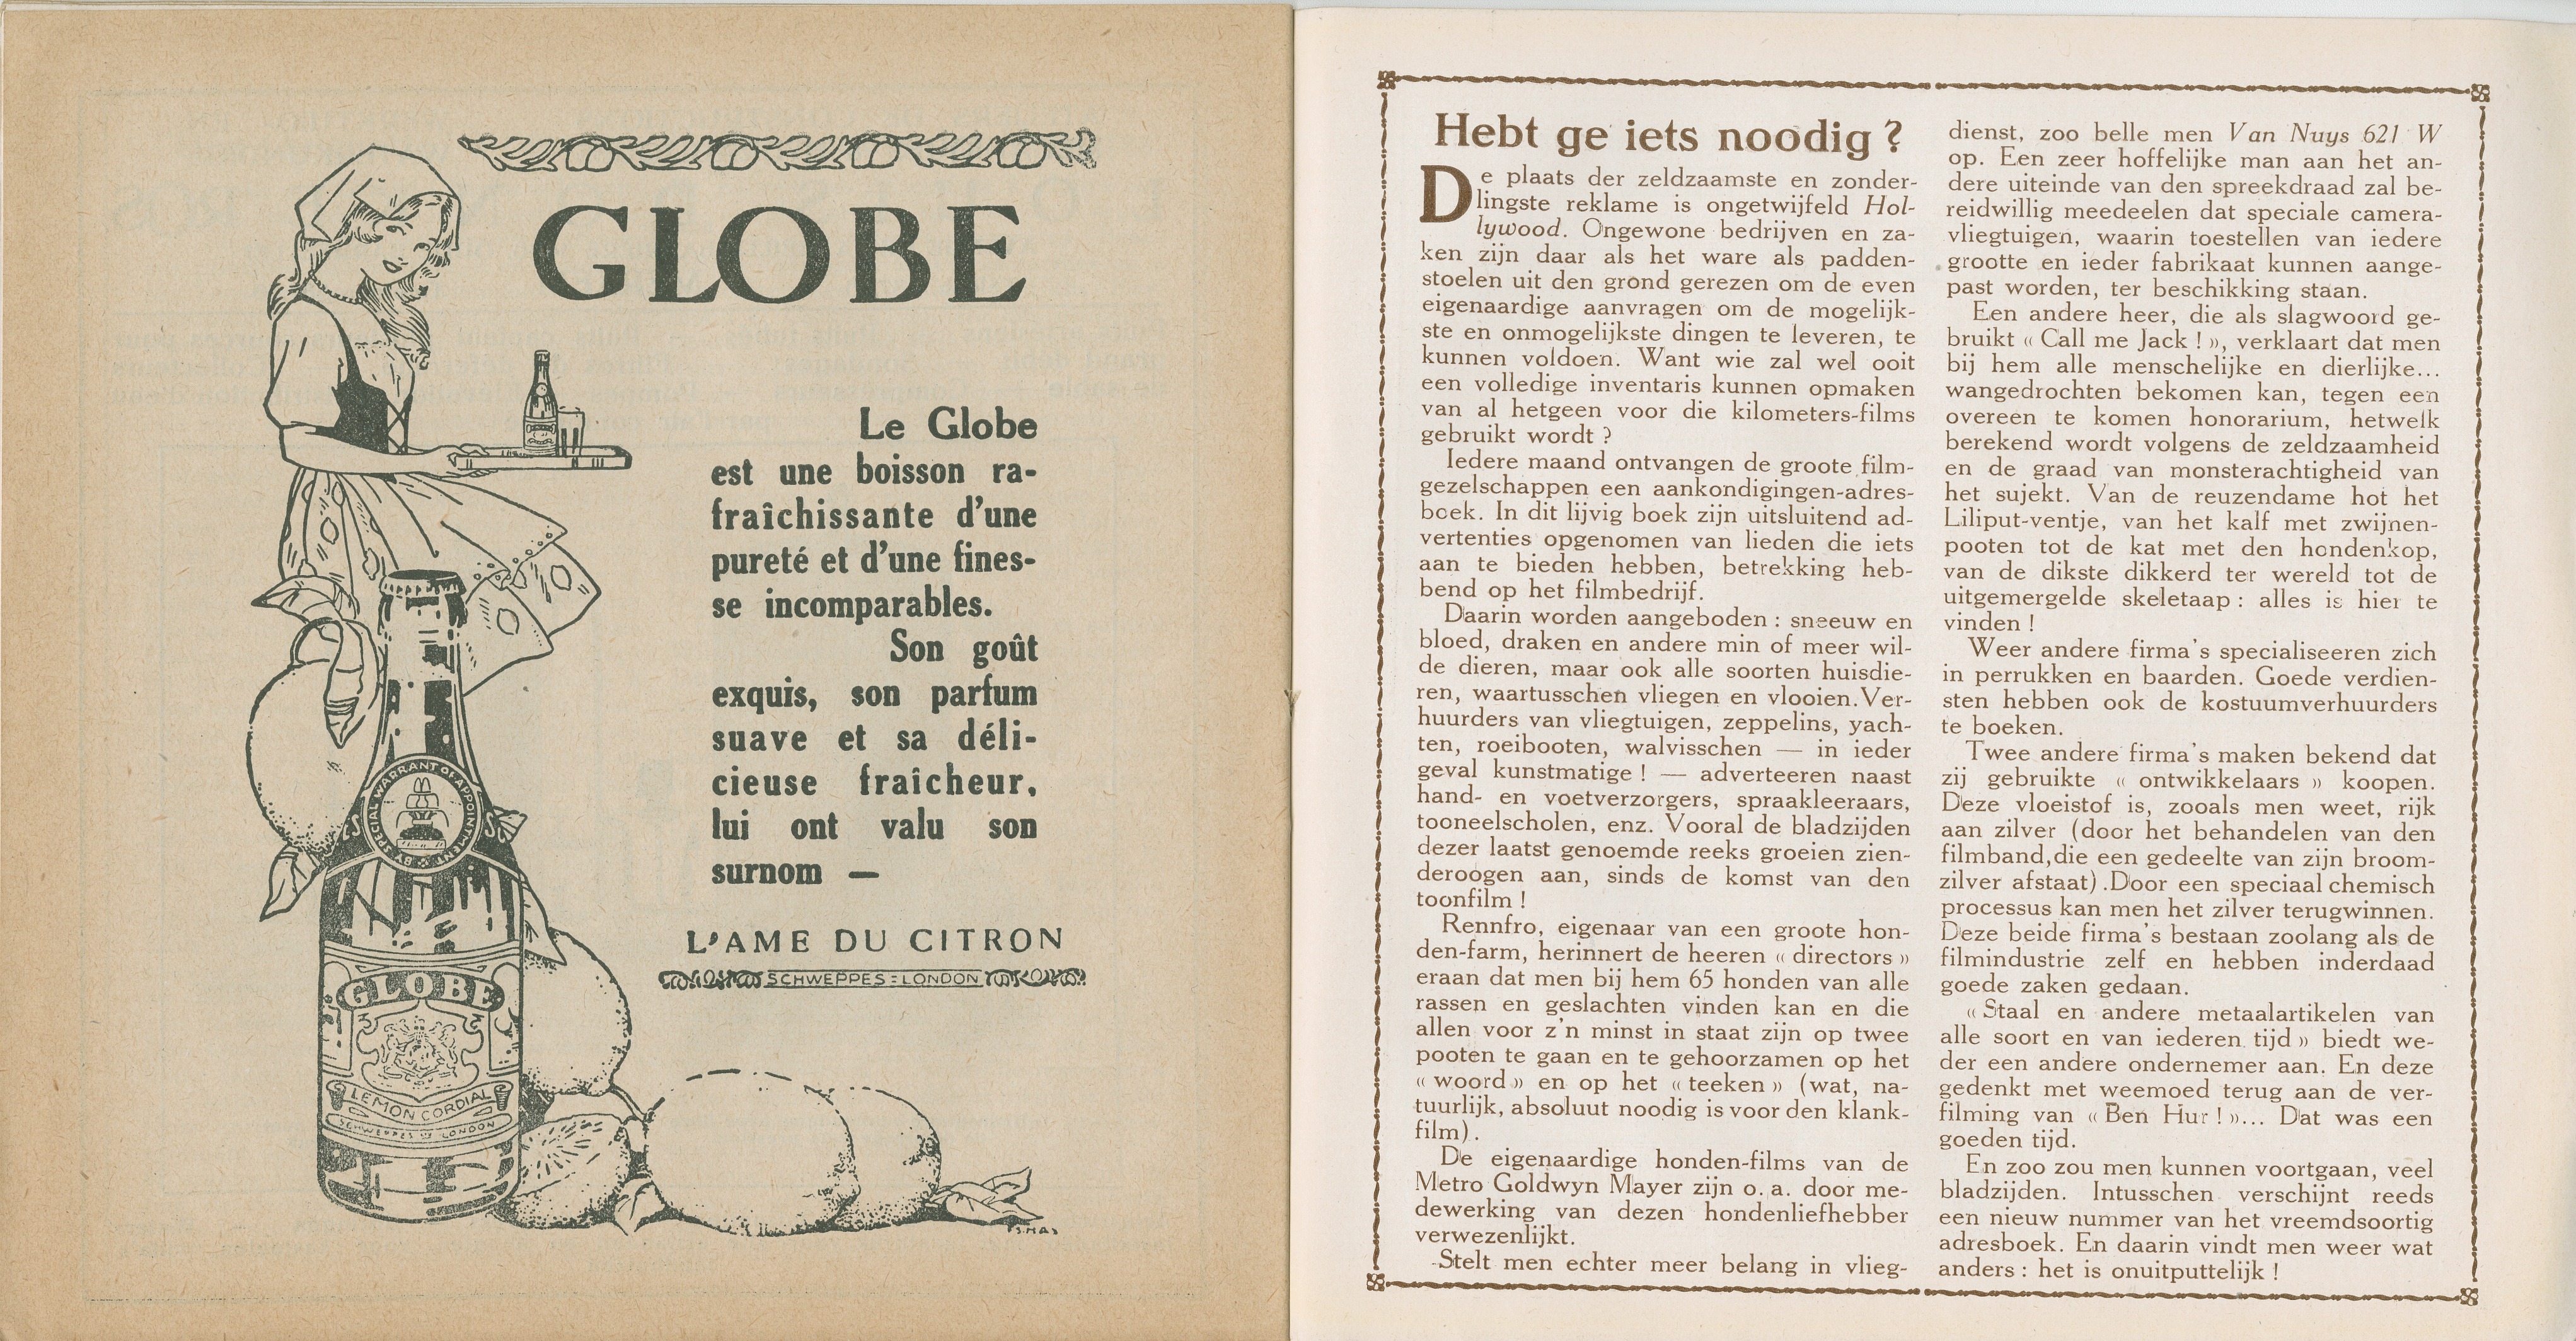 GLOBE
Le Globe
est une boisson ra-
fraîchissante d'une
pureté et d'une fines-
se incomparables.
Son goût
exquis, son parfum
suave et sa déli-
cieuse fraîcheur,
lui ont valu son
surnom —
L'AME DU CITRON
SCHWEPPES = LONDON
BY SPECIAL WARRANT OF APPOINTMENT
GLOBE
LEMON CORDIAL
SCHWEPPES LONDON
Hebt ge iets noodig ?
De plaats der zeldzaamste en zonder-
lingste reklame is ongetwijfeld Hol-
lywood. Ongewone bedrijven en za-
ken zijn daar als het ware als padden-
stoelen uit den grond gerezen om de even
eigenaardige aanvragen om de mogelijk-
ste en onmogelijkste dingen te leveren, te
kunnen voldoen. Want wie zal wel ooit
een volledige inventaris kunnen opmaken
van al hetgeen voor die kilometers-films
gebruikt wordt ?
Iedere maand ontvangen de groote film-
gezelschappen een aankondigingen-adres-
boek. In dit lijvig boek zijn uitsluitend ad-
vertenties opgenomen van lieden die iets
aan te bieden hebben, betrekking heb-
bend op het filmbedrijf.
Daarin worden aangeboden : sneeuw en
bloed, draken en andere min of meer wil-
de dieren, maar ook alle soorten huisdie-
ren, waartusschen vliegen en vlooien. Ver-
huurders van vliegtuigen, zeppelins, yach-
ten, roeibooten, walvisschen — in ieder
geval kunstmatige ! — adverteeren naast
hand- en voetverzorgers, spraakleeraars,
tooneelscholen, enz. Vooral de bladzijden
dezer laatst genoemde reeks groeien zien-
deroogen aan, sinds de komst van den
toonfilm !
Rennfro, eigenaar van een groote hon-
den-farm, herinnert de heeren « directors »
eraan dat men bij hem 65 honden van alle
rassen en geslachten vinden kan en die
allen voor z'n minst in staat zijn op twee
pooten te gaan en te gehoorzamen op het
« woord » en op het « teeken » (wat, na-
tuurlijk, absoluut noodig is voor den klank-
film).
De eigenaardige honden-films van de
Metro Goldwyn Mayer zijn o. a. door me-
dewerking van dezen hondenliefhebber
verwezenlijkt.
Stelt men echter meer belang in vlieg-
dienst, zoo belle men Van Nuys 621 W
op. Een zeer hoffelijke man aan het an-
dere uiteinde van den spreekdraad zal be-
reidwillig meedeelen dat speciale camera-
vliegtuigen, waarin toestellen van iedere
grootte en ieder fabrikaat kunnen aange-
past worden, ter beschikking staan.
Een andere heer, die als slagwoord ge-
bruikt « Call me Jack ! », verklaart dat men
bij hem alle menschelijke en dierlijke...
wangedrochten bekomen kan, tegen een
overeen te komen honorarium, hetwelk
berekend wordt volgens de zeldzaamheid
en de graad van monsterachtigheid van
het sujekt. Van de reuzendame hot het
Liliput-ventje, van het kalf met zwijnen-
pooten tot de kat met den hondenkop,
van de dikste dikkerd ter wereld tot de
uitgemergelde skeletaap : alles is hier te
vinden !
Weer andere firma's specialiseeren zich
in perrukken en baarden. Goede verdien-
sten hebben ook de kostuumverhuurders
te boeken.
Twee andere firma's maken bekend dat
zij gebruikte « ontwikkelaars » koopen.
Deze vloeistof is, zooals men weet, rijk
aan zilver (door het behandelen van den
filmband, die een gedeelte van zijn broom-
zilver afstaat). Door een speciaal chemisch
processus kan men het zilver terugwinnen.
Deze beide firma's bestaan zoolang als de
filmindustrie zelf en hebben inderdaad
goede zaken gedaan.
« Staal en andere metaalartikelen van
alle soort en van iederen tijd » biedt we-
der een andere ondernemer aan. En deze
gedenkt met weemoed terug aan de ver-
filming van « Ben Hur ! »... Dat was een
goeden tijd.
En zoo zou men kunnen voortgaan, veel
bladzijden. Intusschen verschijnt reeds
een nieuw nummer van het vreemdsoortig
adresboek. En daarin vindt men weer wat
anders : het is onuitputtelijk !